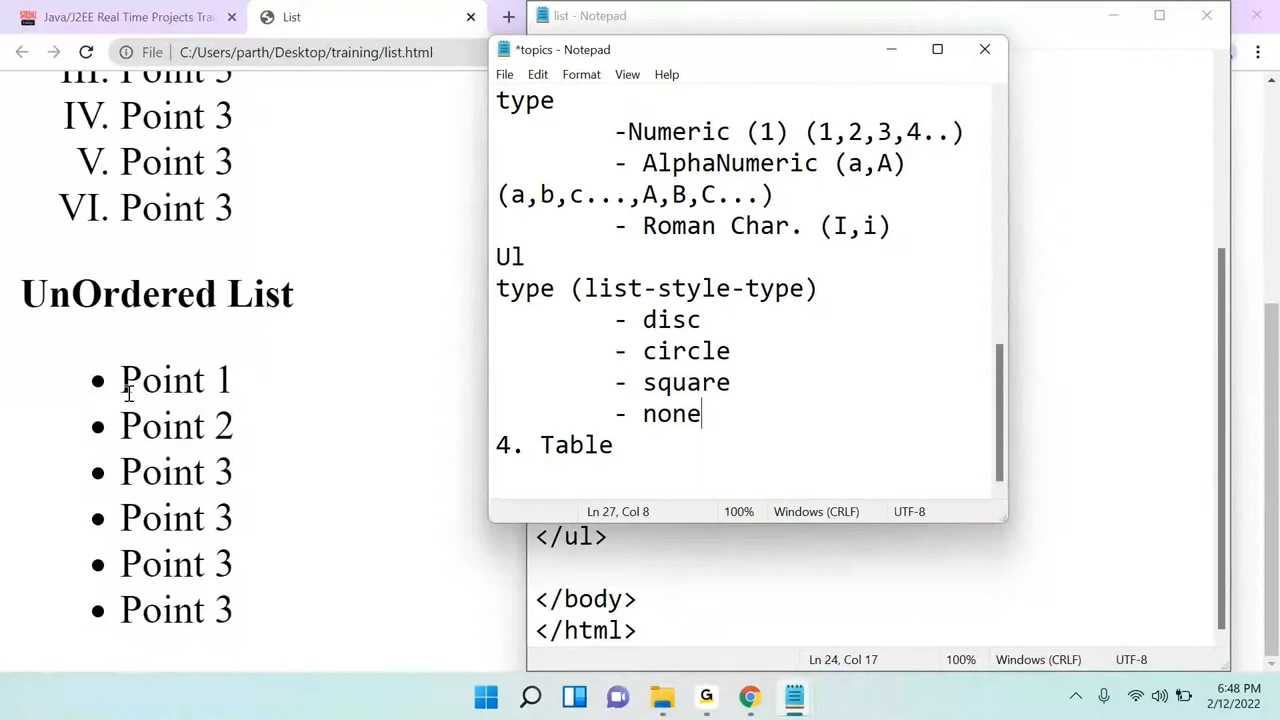 Java/J2EE Real Time Projects Tra
List
File
C:/Users/parth/Desktop/training/list.html
III. Point 3
IV. Point 3
V. Point 3
VI. Point 3
UnOrdered List
• Point 1
• Point 2
• Point 3
• Point 3
• Point 3
• Point 3
list - Notepad
*topics - Notepad
File Edit Format View Help
type
-Numeric (1) (1,2,3,4..)
- AlphaNumeric (a,A)
(a,b,c...,A,B,C...)
- Roman Char. (I,i)
Ul
type (list-style-type)
- disc
- circle
- square
- none
4. Table
Ln 27, Col 8 100% Windows (CRLF) UTF-8
</ul>
</body>
</html>
Ln 24, Col 17 100% Windows (CRLF) UTF-8
G
6:48 PM
2/12/2022